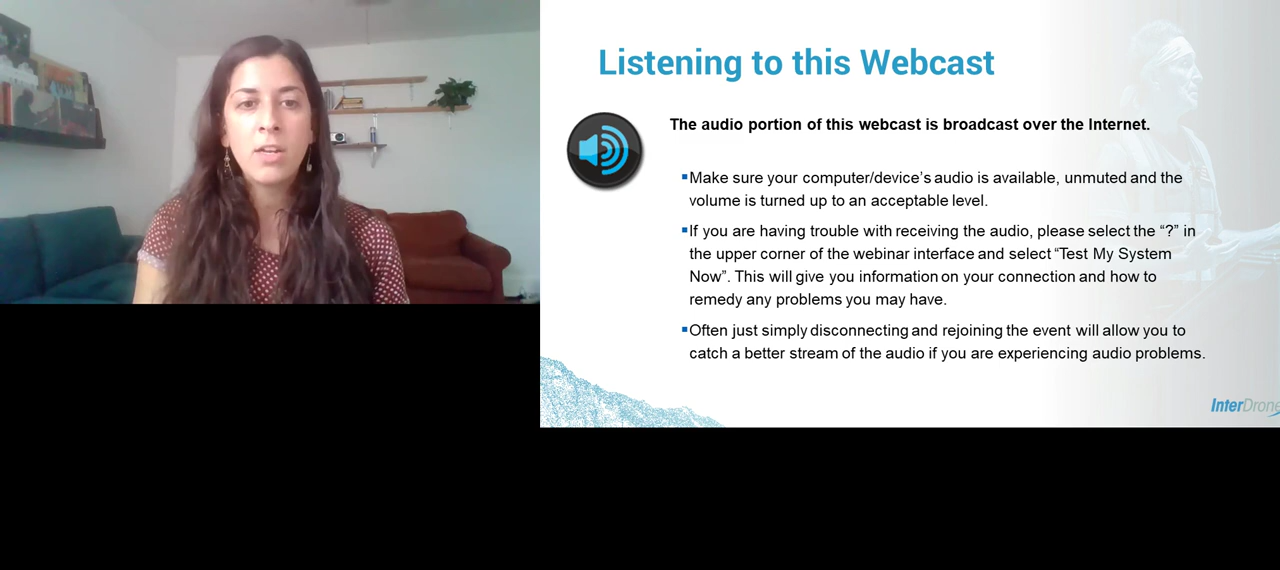 Listening to this Webcast
The audio portion of this webcast is broadcast over the Internet.
▪Make sure your computer/device's audio is available, unmuted and the
volume is turned up to an acceptable level.
▪If you are having trouble with receiving the audio, please select the “?” in
the upper corner of the webinar interface and select “Test My System
Now”. This will give you information on your connection and how to
remedy any problems you may have.
▪Often just simply disconnecting and rejoining the event will allow you to
catch a better stream of the audio if you are experiencing audio problems.
InterDrone